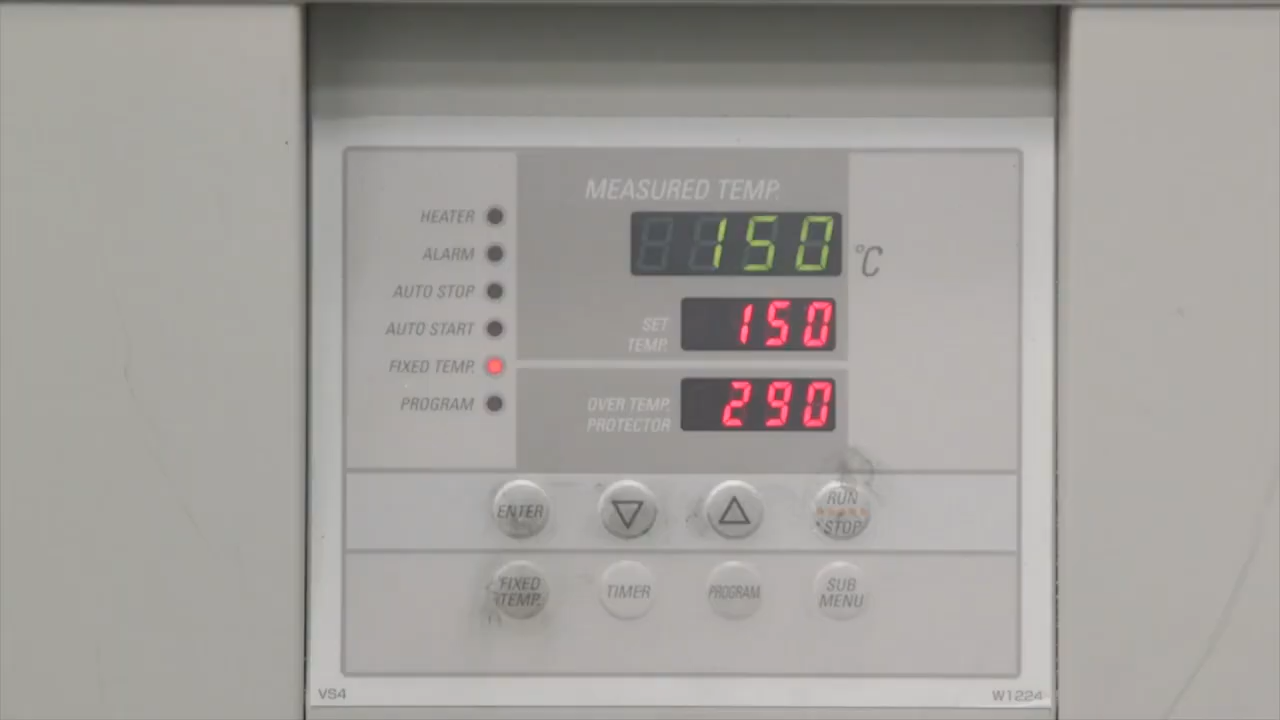 MEASURED TEMP.
150 °C
SET
TEMP. 150
OVER TEMP.
PROTECTOR 290
HEATER
ALARM
AUTO STOP
AUTO START
FIXED TEMP.
PROGRAM
ENTER
RUN
STOP
FIXED
TEMP.
TIMER
PROGRAM
SUB
MENU
VS4
W1224